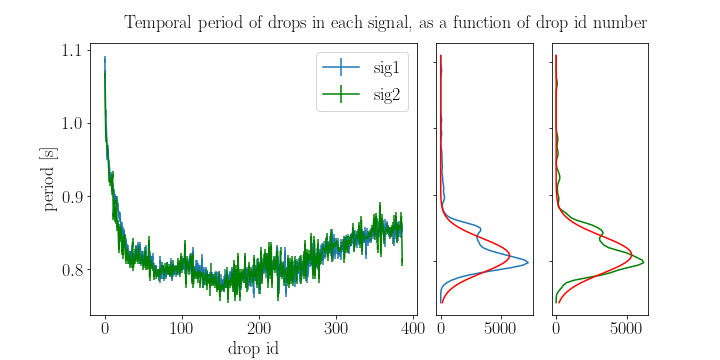 Temporal period of drops in each signal, as a function of drop id number
1.1
1.0
0.9
0.8
period [s]
sig1
sig2
0 100 200 300 400
drop id
0 5000
0 5000